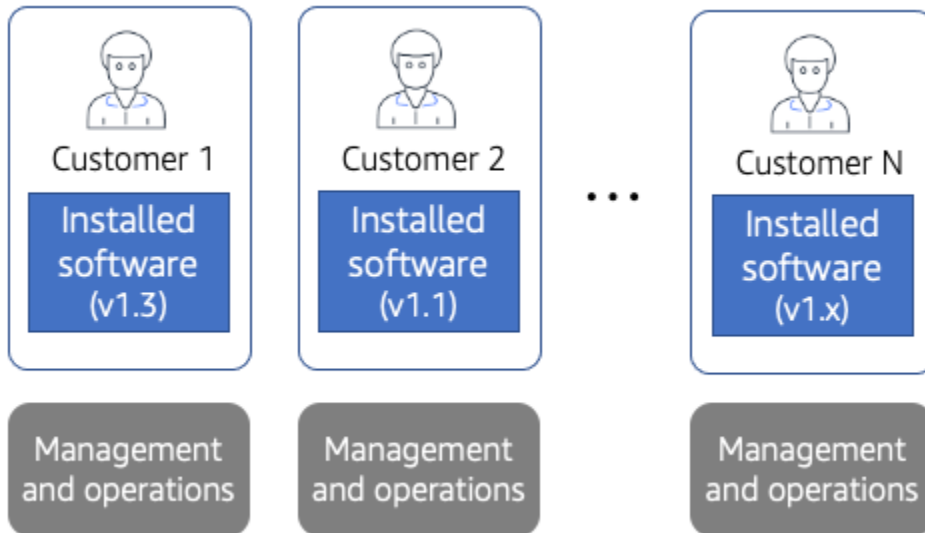 Customer 1
Installed
software
(v1.3)
Management
and operations
Customer 2
Installed
software
(v1.1)
Management
and operations
...
Customer N
Installed
software
(v1.x)
Management
and operations